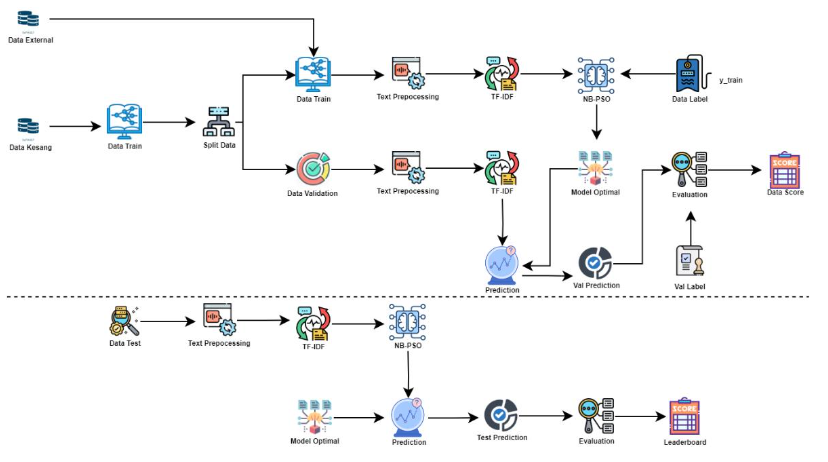 Data External
Data Train
Text Prepocessing
TF-IDF
NB-PSO
Data Label
y_train
Data Kesang
Data Train
Split Data
Data Validation
Text Prepocessing
TF-IDF
Model Optimal
Evaluation
SCORE
Data Score
Prediction
Val Prediction
Val Label
Data Test
Text Prepocessing
TF-IDF
NB-PSO
Model Optimal
Prediction
Test Prediction
Evaluation
SCORE
Leaderboard